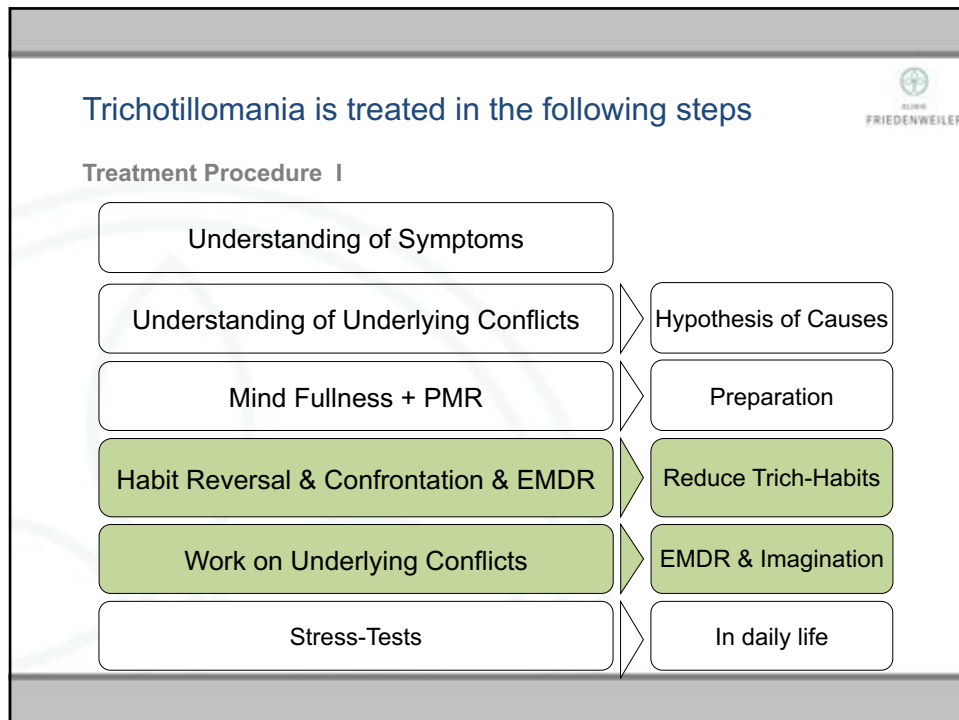 Trichotillomania is treated in the following steps
KLINIK
FRIEDENWEILER
Treatment Procedure I
Understanding of Symptoms
Understanding of Underlying Conflicts
Hypothesis of Causes
Mind Fullness + PMR
Preparation
Habit Reversal & Confrontation & EMDR
Reduce Trich-Habits
Work on Underlying Conflicts
EMDR & Imagination
Stress-Tests
In daily life